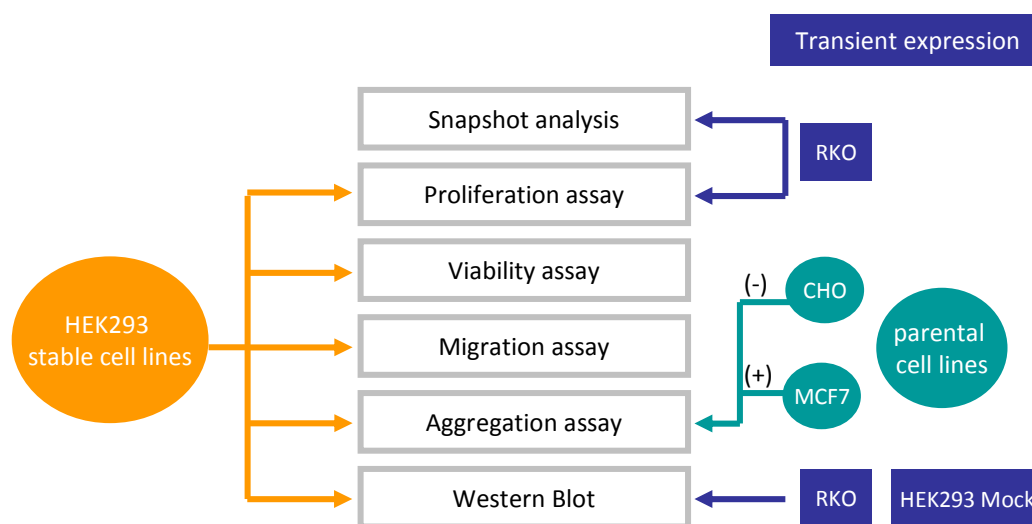 Transient expression
Snapshot analysis
RKO
Proliferation assay
Viability assay
(-)
CHO
HEK293
stable cell lines
Migration assay
parental
cell lines
(+)
MCF7
Aggregation assay
Western Blot
RKO
HEK293 Mock